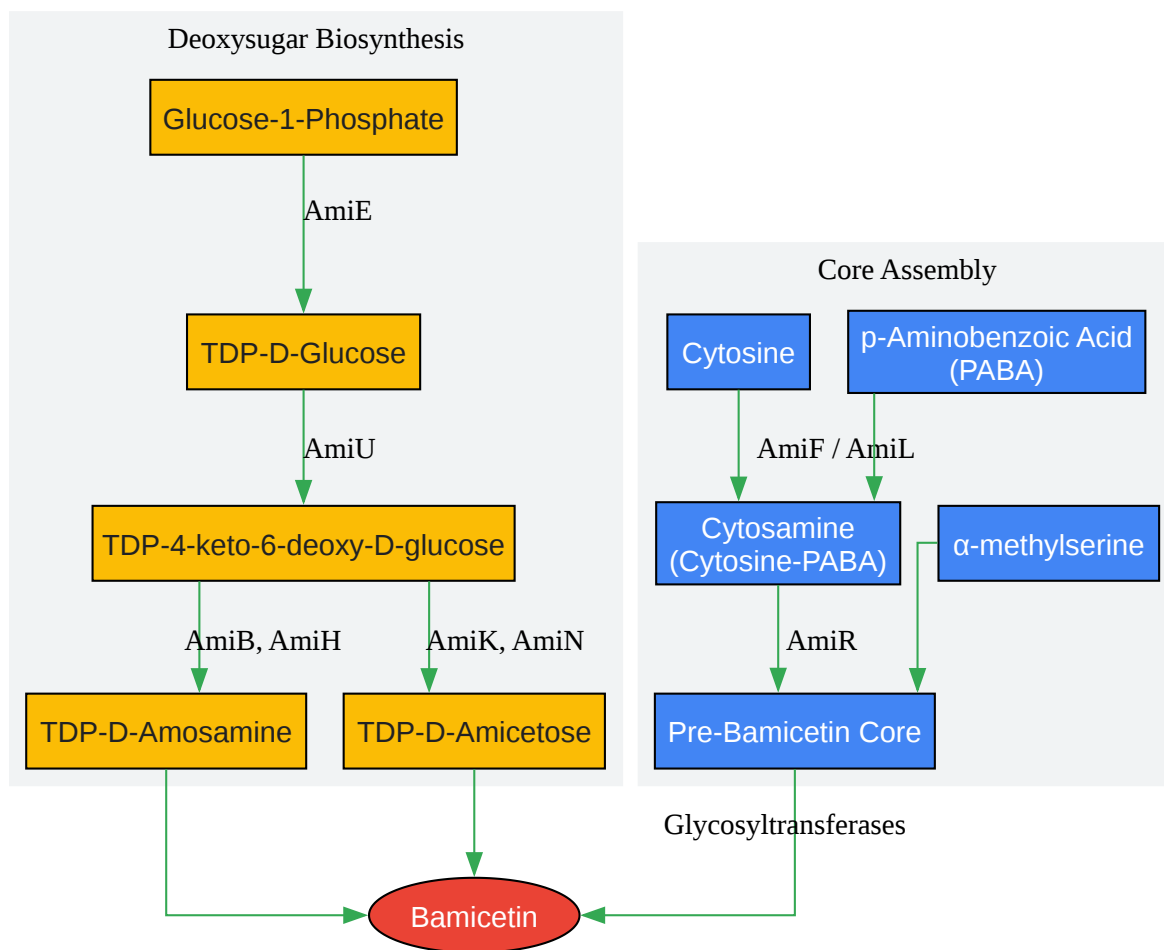 Deoxysugar Biosynthesis
Glucose-1-Phosphate
AmiE
TDP-D-Glucose
AmiU
TDP-4-keto-6-deoxy-D-glucose
AmiB, AmiH
AmiK, AmiN
TDP-D-Amosamine
TDP-D-Amicetose
Core Assembly
Cytosine
p-Aminobenzoic Acid
(PABA)
AmiF / AmiL
Cytosamine
(Cytosine-PABA)
α-methylserine
AmiR
Pre-Bamicetin Core
Glycosyltransferases
Bamicetin